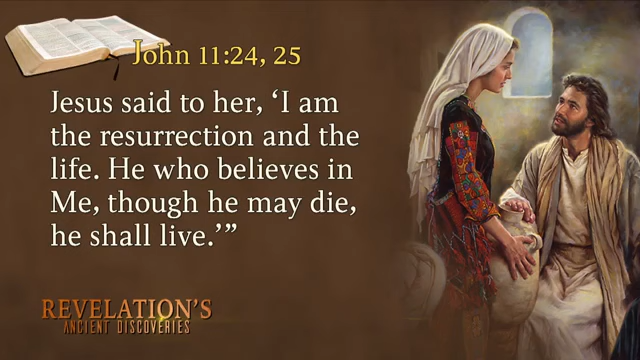 John 11:24, 25
Jesus said to her, ‘I am
the resurrection and the
life. He who believes in
Me, though he may die,
he shall live.’”
REVELATION'S
ANCIENT DISCOVERIES